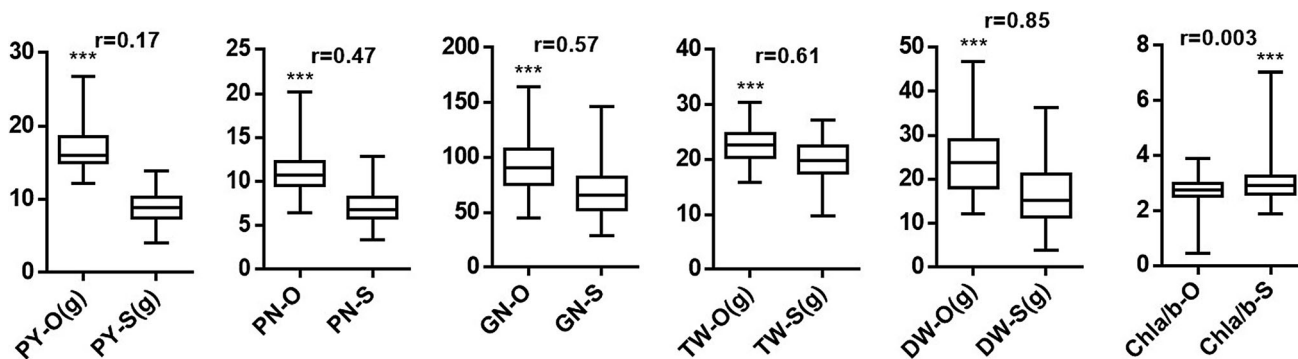 r=0.17
***
30
20
10
0
PY-O(g)
PY-S(g)
r=0.47
***
25
20
15
10
5
0
PN-O
PN-S
r=0.57
***
200
150
100
50
0
GN-O
GN-S
r=0.61
***
40
30
20
10
0
TW-O(g)
TW-S(g)
r=0.85
***
50
40
30
20
10
0
DW-O(g)
DW-S(g)
r=0.003
***
8
6
4
2
0
Chla/b-O
Chla/b-S